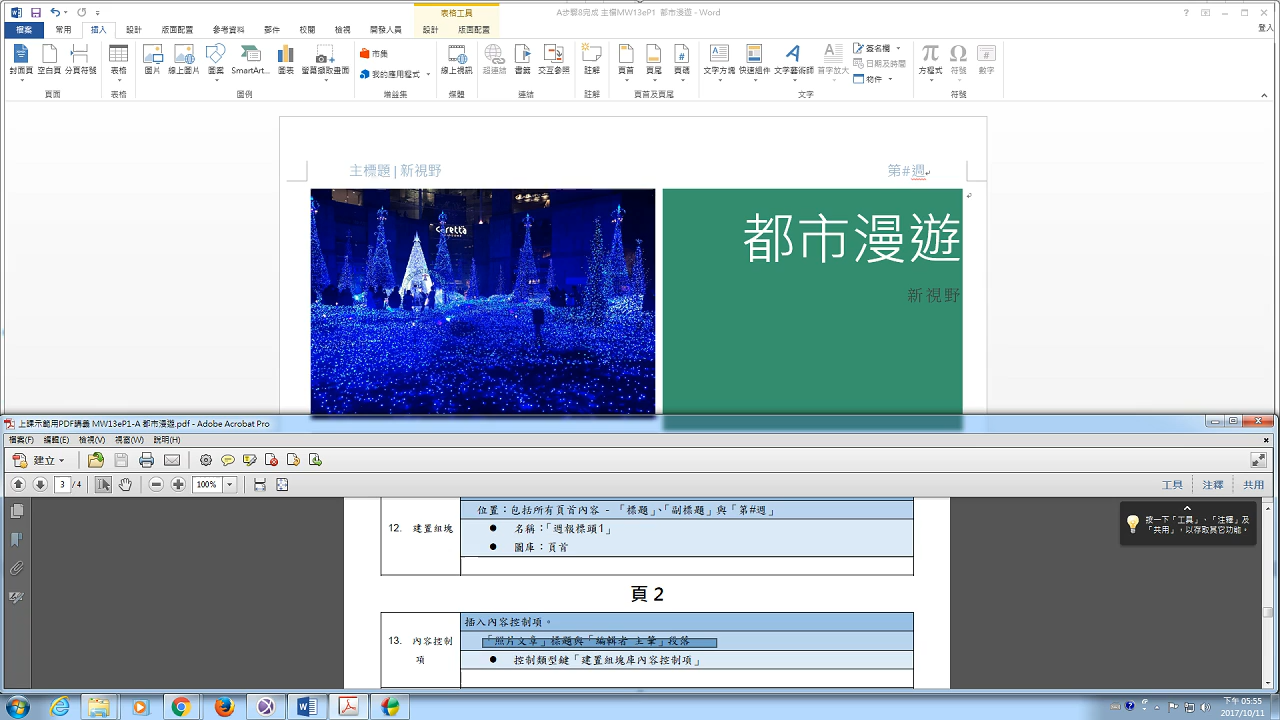 A步驟8完成 主檔MW13eP1 都市漫遊 - Word
表格工具
登入
檔案 常用 插入 設計 版面配置 參考資料 郵件 校閱 檢視 開發人員 設計 版面配置
封面頁 空白頁 分頁符號 表格 圖片 線上圖片 圖案 SmartArt... 圖表 螢幕擷取畫面 市集 我的應用程式 線上視訊 超連結 書籤 交互參照 註解 頁首 頁尾 頁碼 文字方塊 快速組件 文字藝術師 首字放大 簽名欄 日期及時間 物件 方程式 符號 數字
頁面 表格 圖例 增益集 媒體 連結 註解 頁首及頁尾 文字 符號
主標題 | 新視野 第#週
caretta
都市漫遊
新視野
上課示範用PDF講義 MW13eP1-A 都市漫遊.pdf - Adobe Acrobat Pro
檔案(F) 編輯(E) 檢視(V) 視窗(W) 說明(H)
建立
3 / 4 100% 工具 註解 共用
位置：包括所有頁首內容 - 「標題」、「副標題」與「第#週」
12. 建置組塊
● 名稱：「週報標頭1」
● 圖庫：頁首
頁 2
插入內容控制項。
13. 內容控制項
「照片文章」標題與「編輯者 主筆」段落
● 控制類型鍵「建置組塊庫內容控制項」
按一下「工具」、「注釋」及
「共用」，以存取其它功能。
下午 05:55
2017/10/11